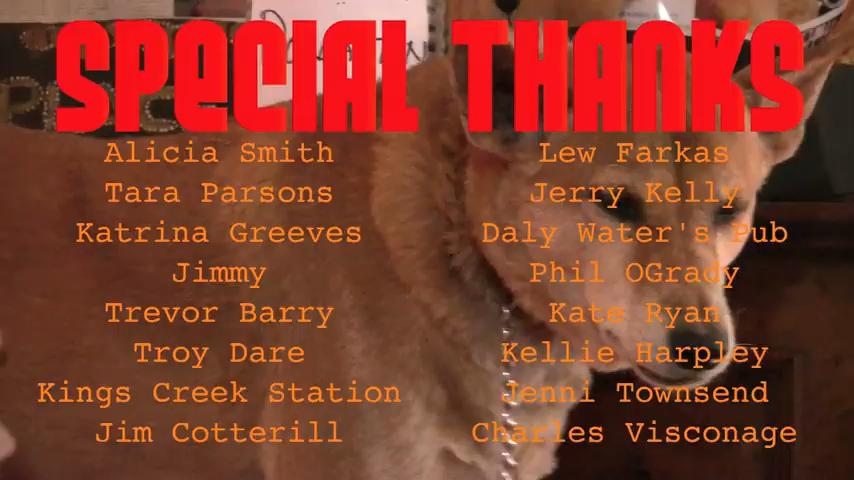 SPECIAL THANKS
Alicia Smith
Tara Parsons
Katrina Greeves
Jimmy
Trevor Barry
Troy Dare
Kings Creek Station
Jim Cotterill
Lew Farkas
Jerry Kelly
Daly Water's Pub
Phil OGrady
Kate Ryan
Kellie Harpley
Jenni Townsend
Charles Visconage